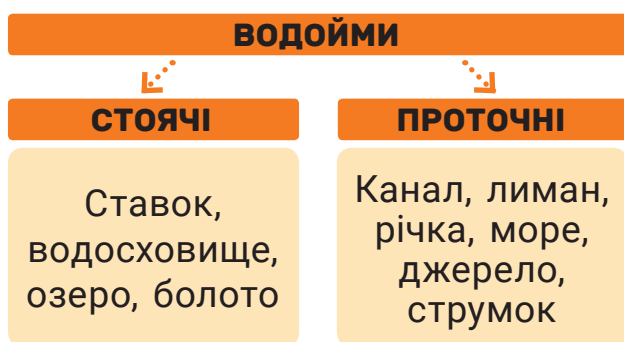 ВОДОЙМИ
СТОЯЧІ
Ставок,
водосховище,
озеро, болото
ПРОТОЧНІ
Канал, лиман,
річка, море,
джерело,
струмок